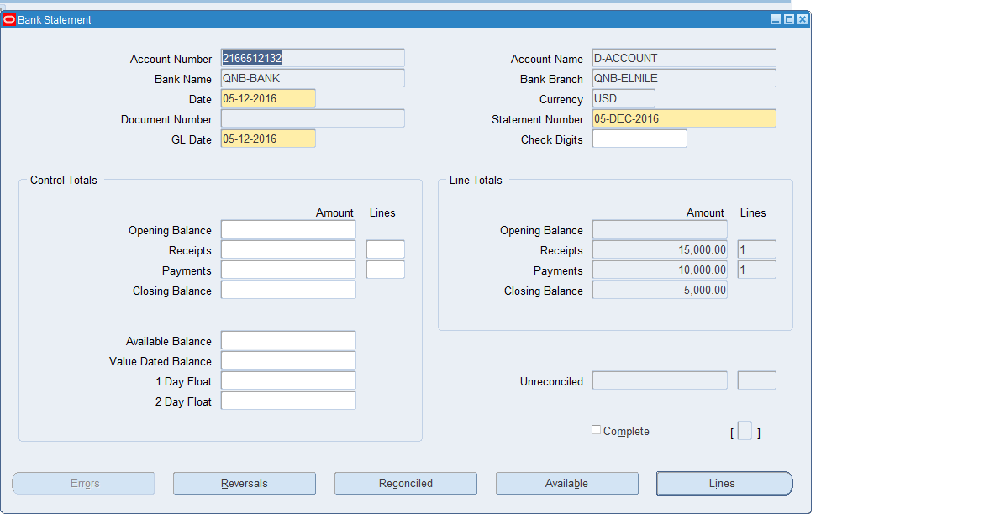 Bank Statement
Account Number 2166512132 Account Name D-ACCOUNT
Bank Name QNB-BANK Bank Branch QNB-ELNILE
Date 05-12-2016 Currency USD
Document Number Statement Number 05-DEC-2016
GL Date 05-12-2016 Check Digits
Control Totals Line Totals
Amount Lines Amount Lines
Opening Balance Opening Balance
Receipts Receipts 15,000.00 1
Payments Payments 10,000.00 1
Closing Balance Closing Balance 5,000.00
Available Balance
Value Dated Balance
1 Day Float Unreconciled
2 Day Float
Complete [ ]
Errors Reversals Reconciled Available Lines